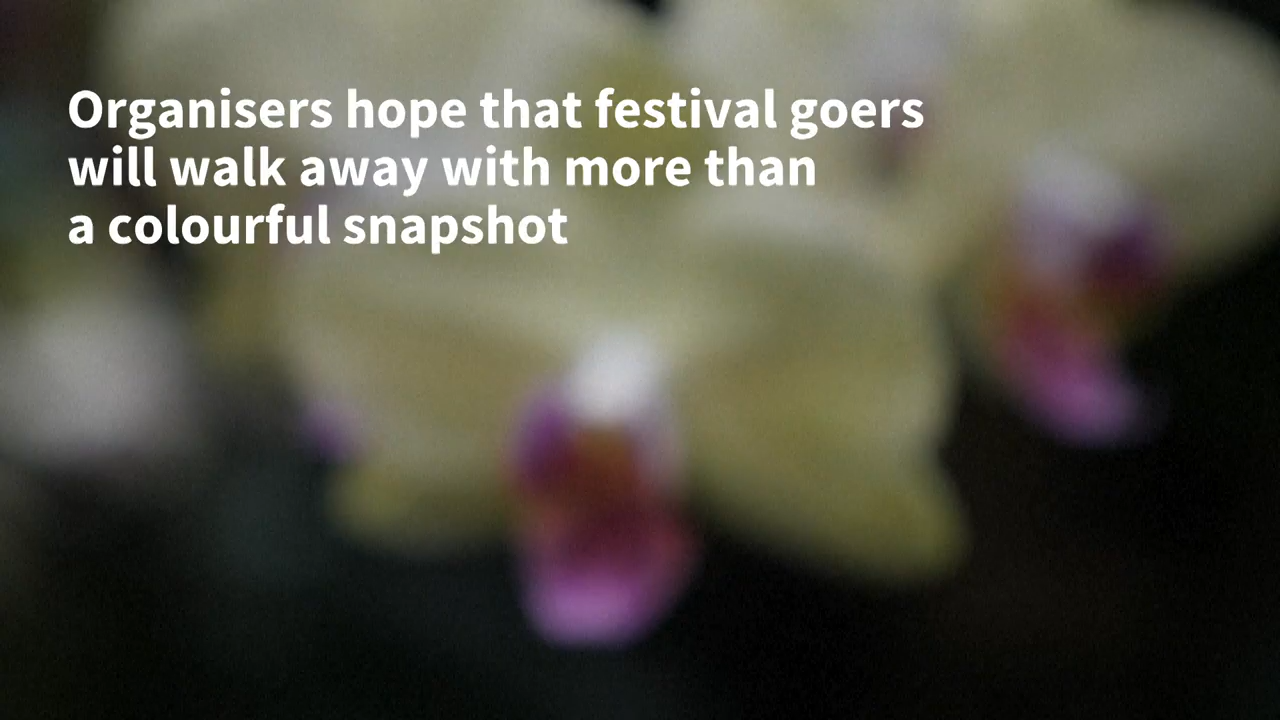 Organisers hope that festival goers
will walk away with more than
a colourful snapshot